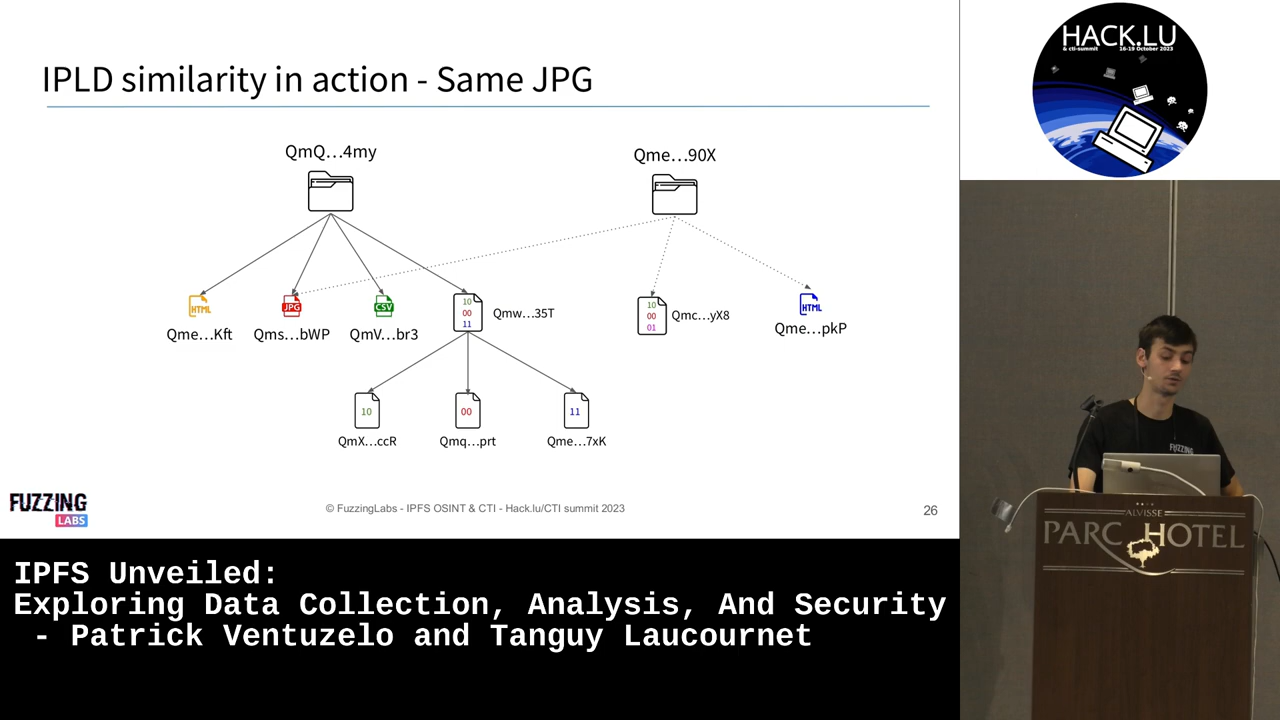 IPLD similarity in action - Same JPG
QmQ...4my
Qme...90X
HTML
JPG
CSV
10
00
11
Qmw...35T
10
00
01
Qmc...yX8
HTML
Qme...Kft
Qms...bWP
QmV...br3
Qme...pkP
10
00
11
QmX...ccR
Qmq...prt
Qme...7xK
FUZZING
LABS
© FuzzingLabs - IPFS OSINT & CTI - Hack.lu/CTI summit 2023
26
HACK.LU
& cti-summit 16-19 October 2023
FUZZING
ALVISSE
PARC HOTEL
IPFS Unveiled:
Exploring Data Collection, Analysis, And Security
- Patrick Ventuzelo and Tanguy Laucournet